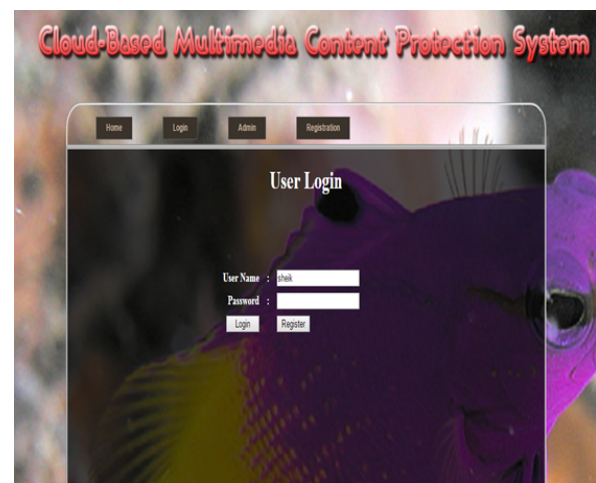 Cloud-Based Multimedia Content Protection System
Home Login Admin Registration
User Login
User Name : sheik
Password :
Login Register